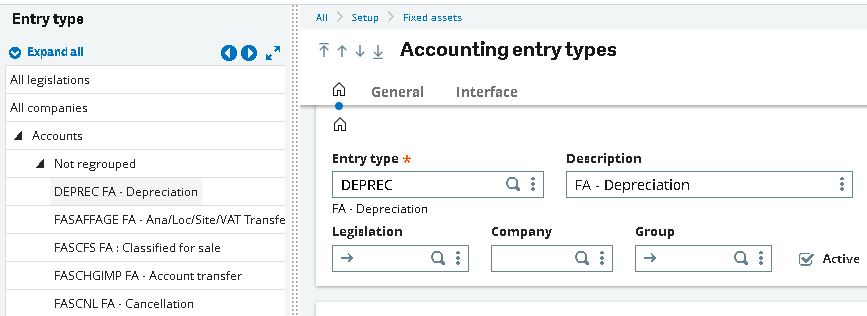 Entry type
Expand all
All legislations
All companies
Accounts
Not regrouped
DEPREC FA - Depreciation
FASAFFAGE FA - Ana/Loc/Site/VAT Transfe
FASCFS FA : Classified for sale
FASCHGIMP FA - Account transfer
FASCNL FA - Cancellation
All Setup Fixed assets
Accounting entry types
General Interface
Entry type * Description
DEPREC FA - Depreciation
FA - Depreciation
Legislation Company Group
Active